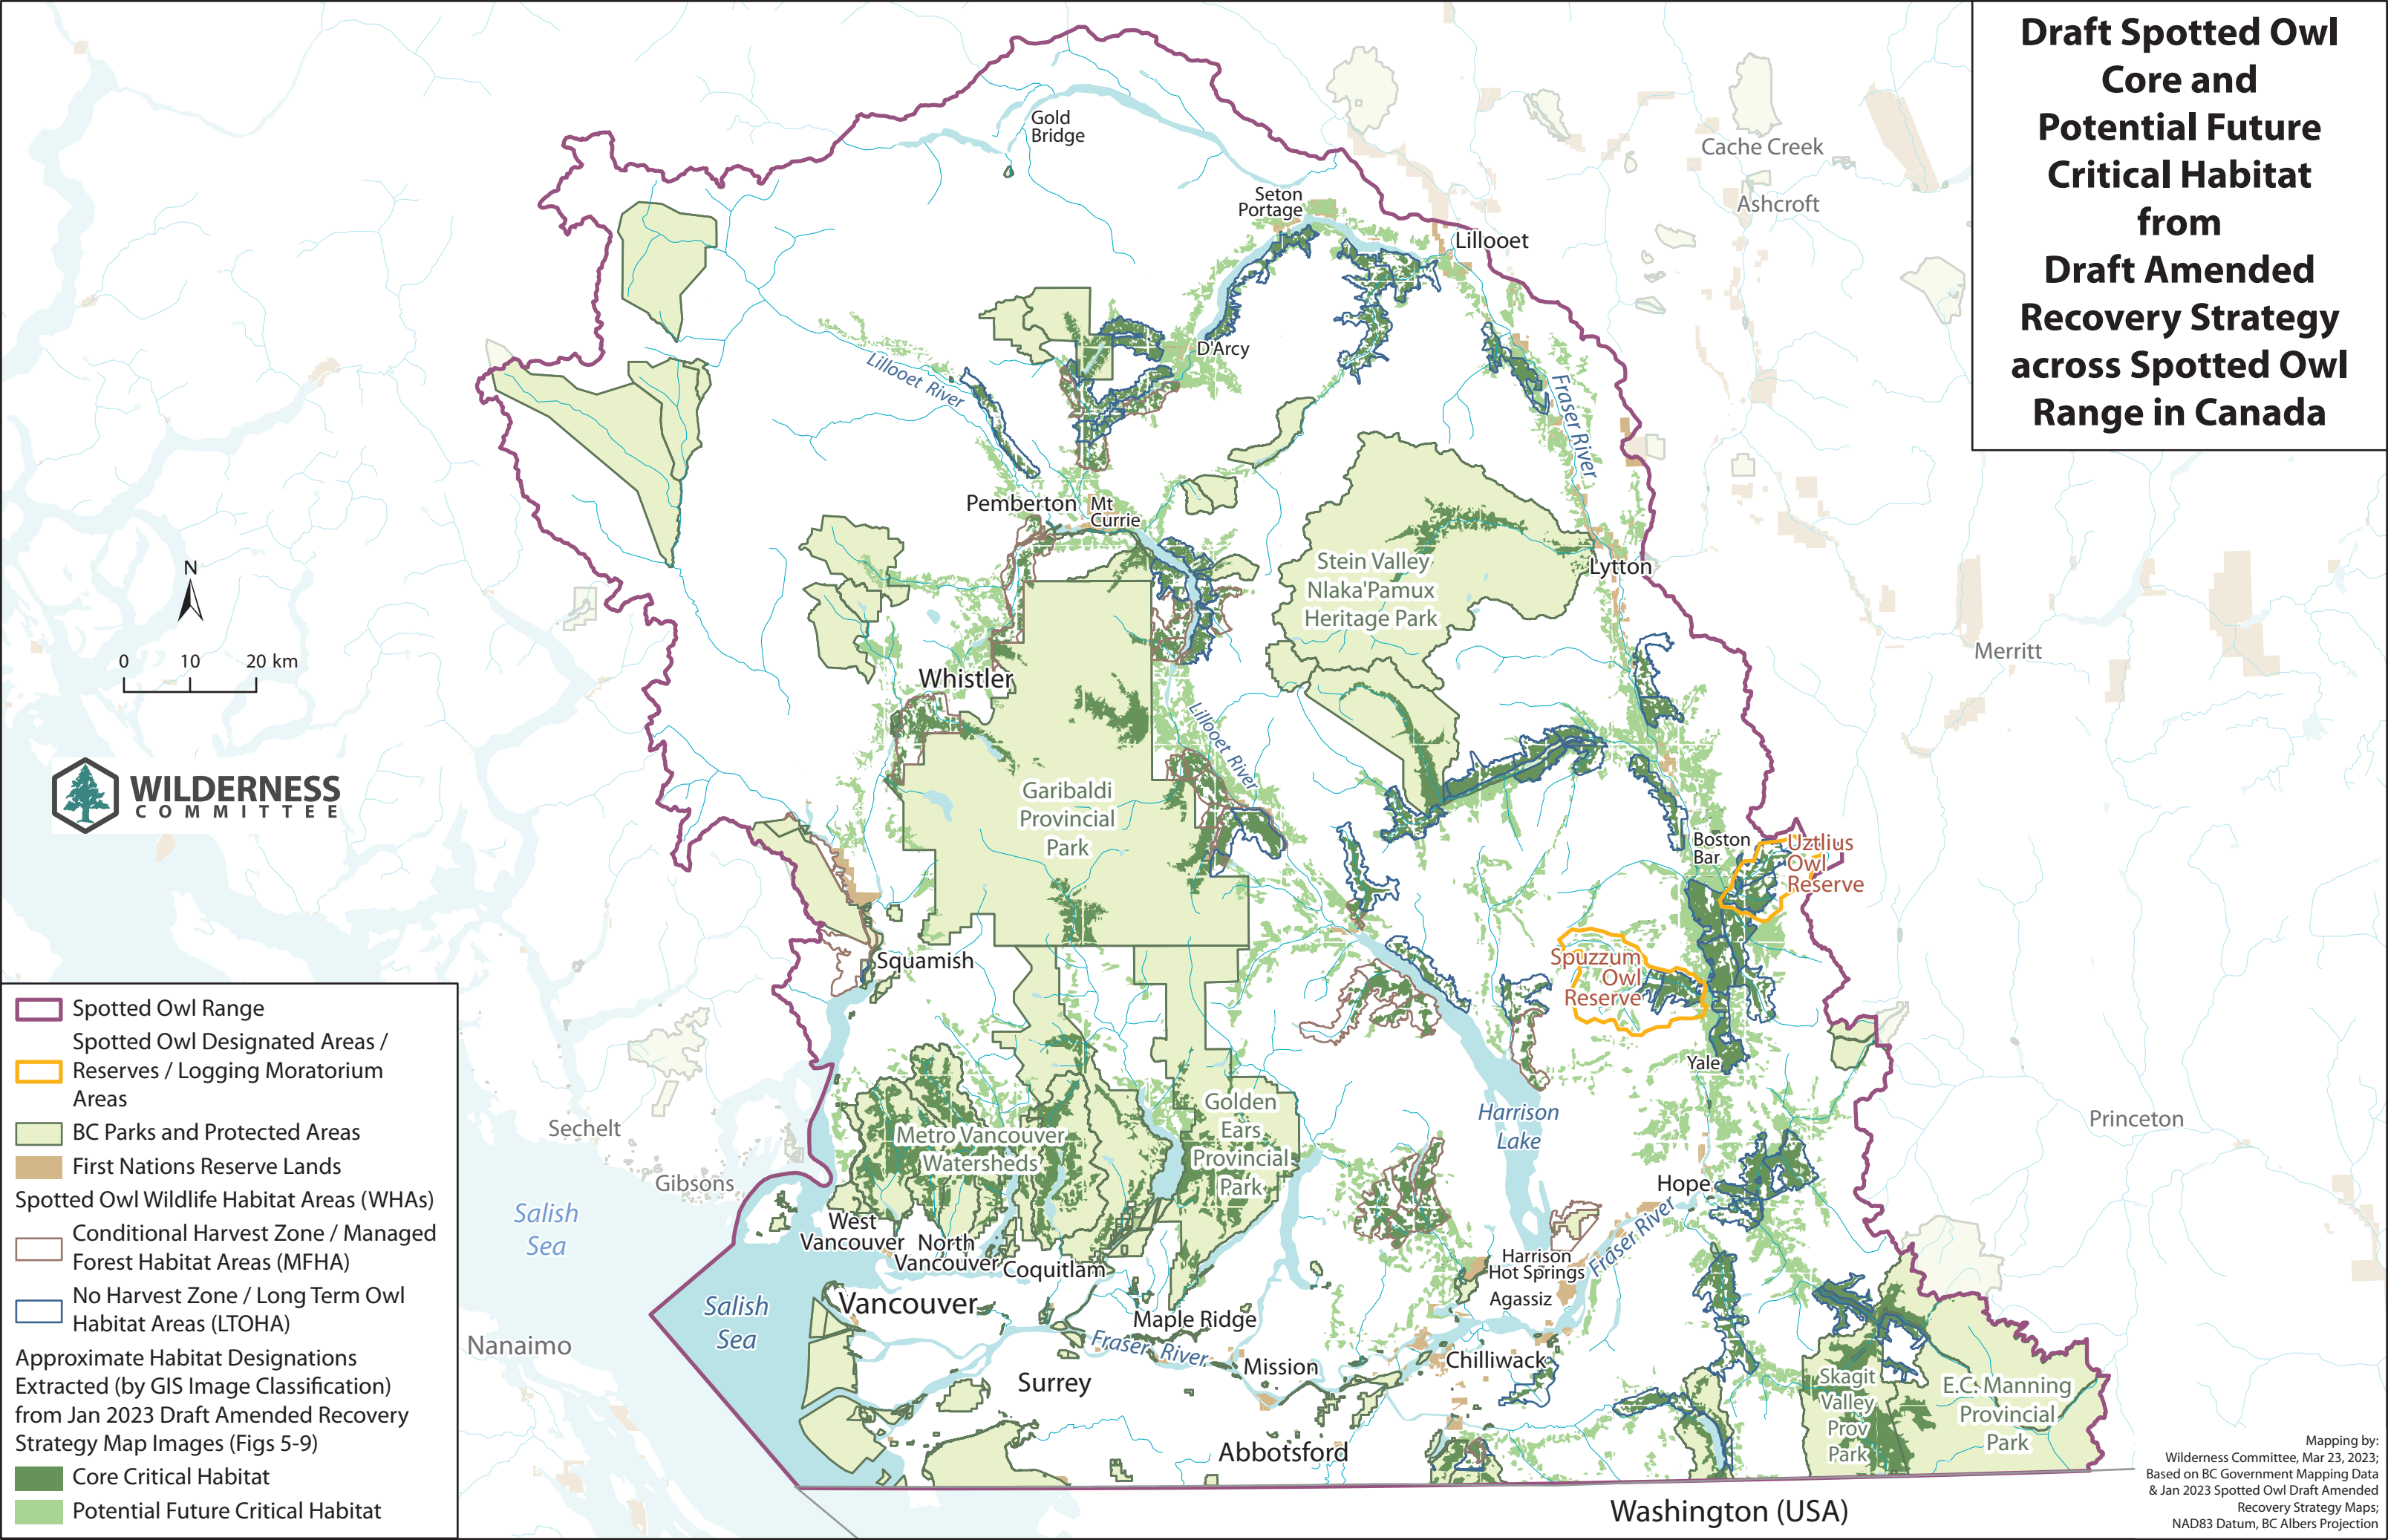 Draft Spotted Owl
Core and
Potential Future
Critical Habitat
from
Draft Amended
Recovery Strategy
across Spotted Owl
Range in Canada
Gold
Bridge
Cache Creek
Ashcroft
Seton
Portage
Lillooet
D'Arcy
Lillooet River
Fraser River
Pemberton
Mt
Currie
Stein Valley
Nlaka'Pamux
Heritage Park
Lytton
N
0 10 20 km
Merritt
Whistler
Lillooet River
WILDERNESS
COMMITTEE
Garibaldi
Provincial
Park
Boston
Bar
Uztlius
Owl
Reserve
Squamish
Spuzzum
Owl
Reserve
Yale
Golden
Ears
Provincial
Park
Harrison
Lake
Metro Vancouver
Watersheds
Sechelt
Gibsons
Princeton
Hope
Salish
Sea
West
Vancouver
North
Vancouver
Coquitlam
Harrison
Hot Springs
Agassiz
Fraser River
Salish
Sea
Vancouver
Maple Ridge
Fraser River
Nanaimo
Mission
Chilliwack
Surrey
Abbotsford
Skagit
Valley
Prov
Park
E.C. Manning
Provincial
Park
Washington (USA)
Spotted Owl Range
Spotted Owl Designated Areas /
Reserves / Logging Moratorium
Areas
BC Parks and Protected Areas
First Nations Reserve Lands
Spotted Owl Wildlife Habitat Areas (WHAs)
Conditional Harvest Zone / Managed
Forest Habitat Areas (MFHA)
No Harvest Zone / Long Term Owl
Habitat Areas (LTOHA)
Approximate Habitat Designations
Extracted (by GIS Image Classification)
from Jan 2023 Draft Amended Recovery
Strategy Map Images (Figs 5-9)
Core Critical Habitat
Potential Future Critical Habitat
Mapping by:
Wilderness Committee, Mar 23, 2023;
Based on BC Government Mapping Data
& Jan 2023 Spotted Owl Draft Amended
Recovery Strategy Maps;
NAD83 Datum, BC Albers Projection